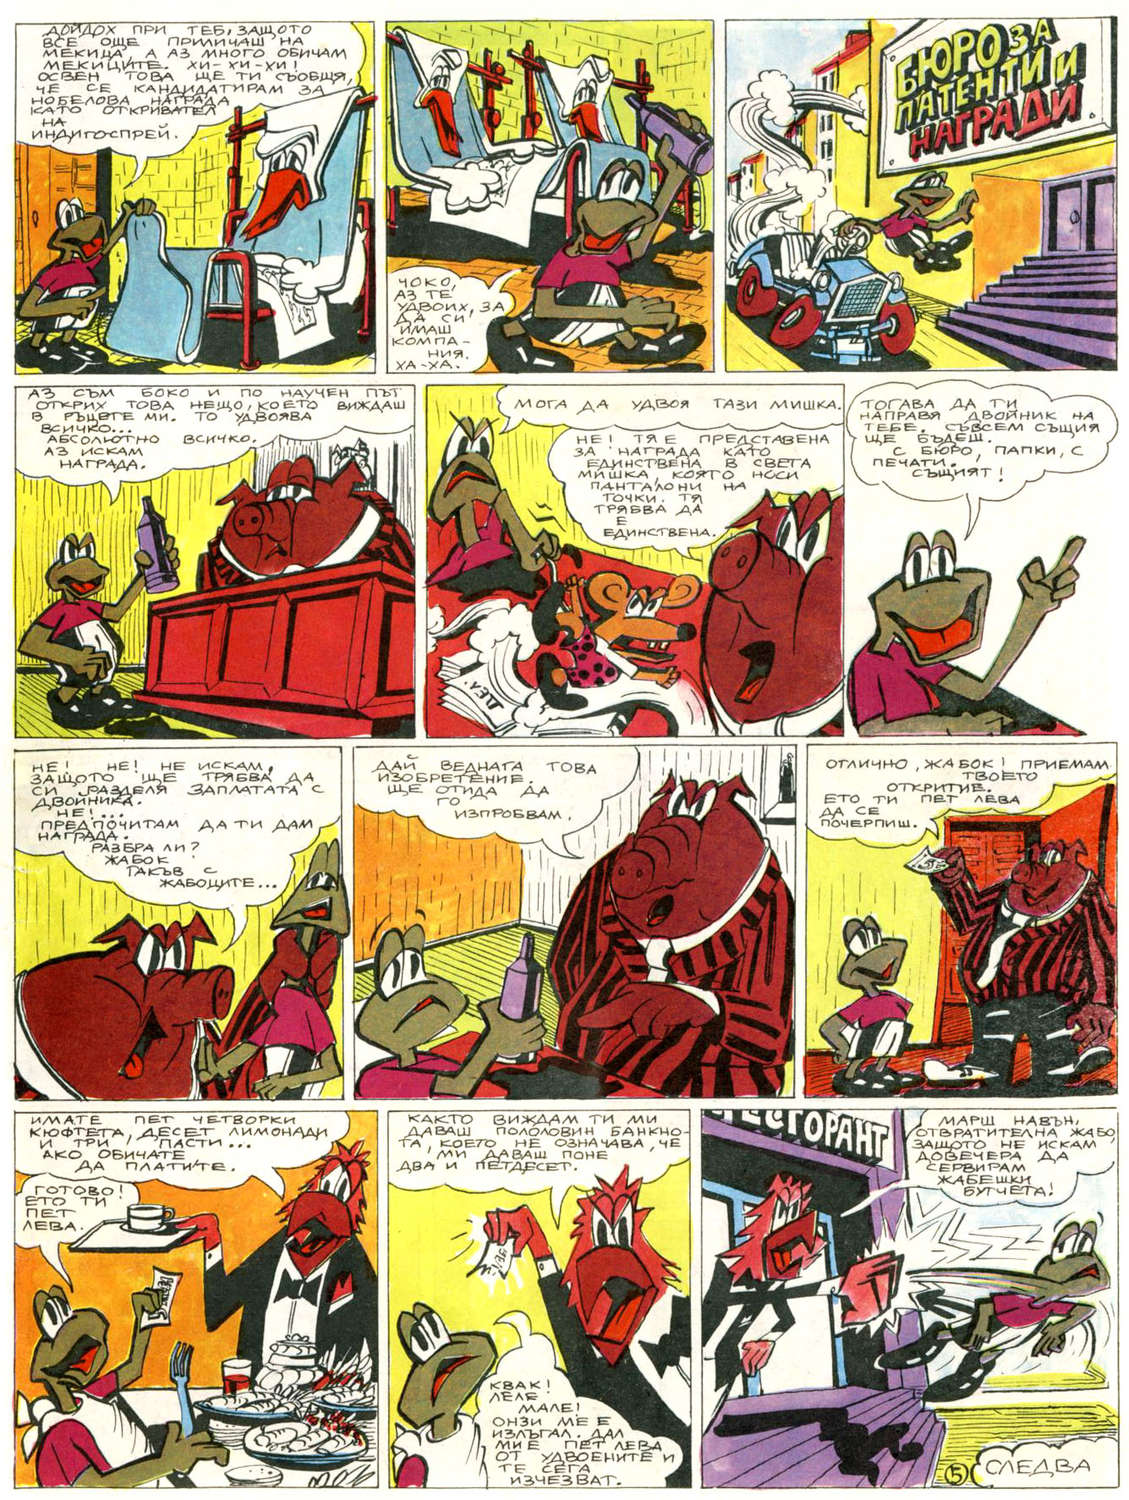 ДОЙДОХ ПРИ ТЕБ, ЗАЩОТО
ВСЕ ОЩЕ ПРИЛИЧАШ НА
МЕКИЦА, А АЗ МНОГО ОБИЧАМ
МЕКИЦИТЕ. ХИ-ХИ-ХИ!
ОСВЕН ТОВА ЩЕ ТИ СЪОБЩЯ,
ЧЕ СЕ КАНДИДАТИРАМ ЗА
НОБЕЛОВА НАГРАДА
КАТО ОТКРИВАТЕЛ
НА
ИНДИГОСПРЕЙ.
ЧОКО,
АЗ ТЕ
УДВОИХ, ЗА
ДА СИ
ИМАШ
КОМПА-
НИЯ.
ХА-ХА.
БЮРО ЗА
ПАТЕНТИ И
НАГРАДИ
АЗ СЪМ БОКО И ПО НАУЧЕН ПЪТ
ОТКРИХ ТОВА НЕЩО, КОЕТО ВИЖДАШ
В РЪЦЕТЕ МИ. ТО УДВОЯВА
ВСИЧКО...
АБСОЛЮТНО ВСИЧКО.
АЗ ИСКАМ
НАГРАДА.
МОГА ДА УДВОЯ ТАЗИ МИШКА.
НЕ! ТЯ Е ПРЕДСТАВЕНА
ЗА НАГРАДА КАТО
ЕДИНСТВЕНА В СВЕТА
МИШКА, КОЯТО НОСИ
ПАНТАЛОНИ НА
ТОЧКИ. ТЯ
ТРЯБВА ДА
Е
ЕДИНСТВЕНА.
ТОГАВА ДА ТИ
НАПРАВЯ ДВОЙНИК НА
ТЕБЕ. СЪВСЕМ СЪЩИЯ
ЩЕ БЪДЕШ.
С БЮРО, ПАПКИ, С
ПЕЧАТИ.
СЪЩИЯТ!
НЕ! НЕ! НЕ ИСКАМ,
ЗАЩОТО ЩЕ ТРЯБВА ДА
СИ РАЗДЕЛЯ ЗАПЛАТАТА С
ДВОЙНИКА.
НЕ!...
ПРЕДПОЧИТАМ ДА ТИ ДАМ
НАГРАДА.
РАЗБРА ЛИ?
ЖАБОК!
ТАКЪВ С
ЖАБОЦИТЕ...
ДАЙ ВЕДНАГА ТОВА
ИЗОБРЕТЕНИЕ.
ЩЕ ОТИДА ДА
ГО
ИЗПРОБВАМ.
ОТЛИЧНО, ЖАБОК! ПРИЕМАМ
ТВОЕТО
ОТКРИТИЕ.
ЕТО ТИ ПЕТ ЛЕВА
ДА СЕ
ПОЧЕРПИШ.
ИМАТЕ ПЕТ ЧЕТВОРКИ
КЮФТЕТА, ДЕСЕТ ЛИМОНАДИ
И ТРИ ПАСТИ...
АКО ОБИЧАТЕ
ДА ПЛАТИТЕ.
ГОТОВО!
ЕТО ТИ
ПЕТ
ЛЕВА.
КАКТО ВИЖДАМ ТИ МИ
ДАВАШ ПОЛОВИН БАНКНО-
ТА, КОЕТО НЕ ОЗНАЧАВА, ЧЕ
МИ ДАВАШ ПОНЕ
ДВА И ПЕТДЕСЕТ.
КВАК!
ЛЕЛЕ
МАЛЕ!
ОНЗИ МЕ Е
ИЗЛЪГАЛ. ДАЛ
МИ Е ПЕТ ЛЕВА
ОТ УДВОЕНИТЕ И
ТЕ СЕГА
ИЗЧЕЗВАТ.
РЕСТОРАНТ
МАРШ НАВЪН,
ОТВРАТИТЕЛНА ЖАБО,
ЗАЩОТО НЕ ИСКАМ
ДОВЕЧЕРА ДА
СЕРВИРАМ
ЖАБЕШКИ
БУТЧЕТА!
5
СЛЕДВА